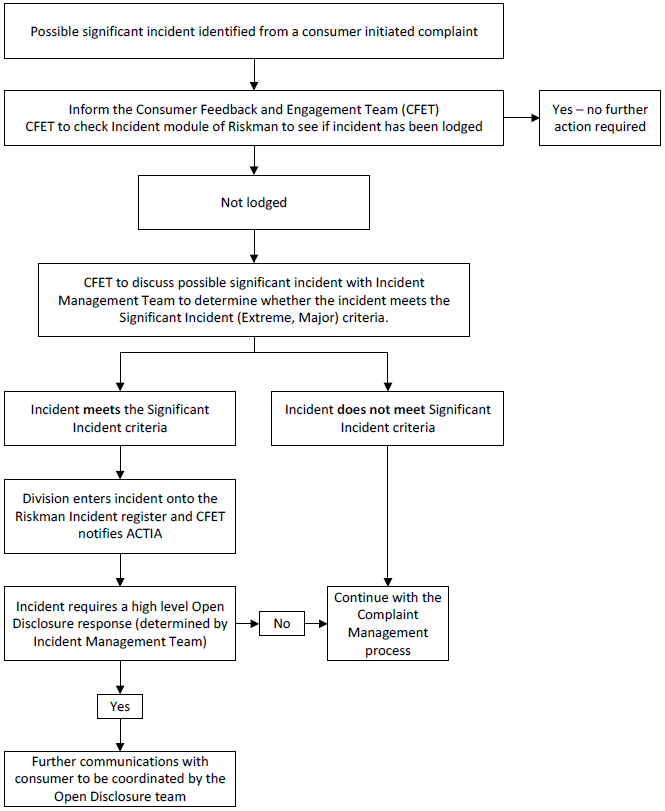 Possible significant incident identified from a consumer initiated complaint
Inform the Consumer Feedback and Engagement Team (CFET)
CFET to check Incident module of Riskman to see if incident has been lodged
Yes – no further
action required
Not lodged
CFET to discuss possible significant incident with Incident
Management Team to determine whether the incident meets the
Significant Incident (Extreme, Major) criteria.
Incident meets the Significant
Incident criteria
Incident does not meet Significant
Incident criteria
Division enters incident onto the
Riskman Incident register and CFET
notifies ACTIA
Incident requires a high level Open
Disclosure response (determined by
Incident Management Team)
No
Continue with the
Complaint
Management
process
Yes
Further communications with
consumer to be coordinated by the
Open Disclosure team